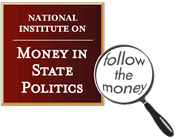 NATIONAL
INSTITUTE ON
MONEY IN
STATE
POLITICS
follow
the
money